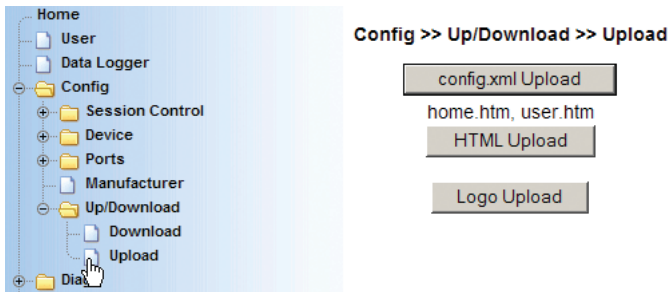 Home
User
Data Logger
Config
Session Control
Device
Ports
Manufacturer
Up/Download
Download
Upload
Config >> Up/Download >> Upload
config.xml Upload
home.htm, user.htm
HTML Upload
Logo Upload